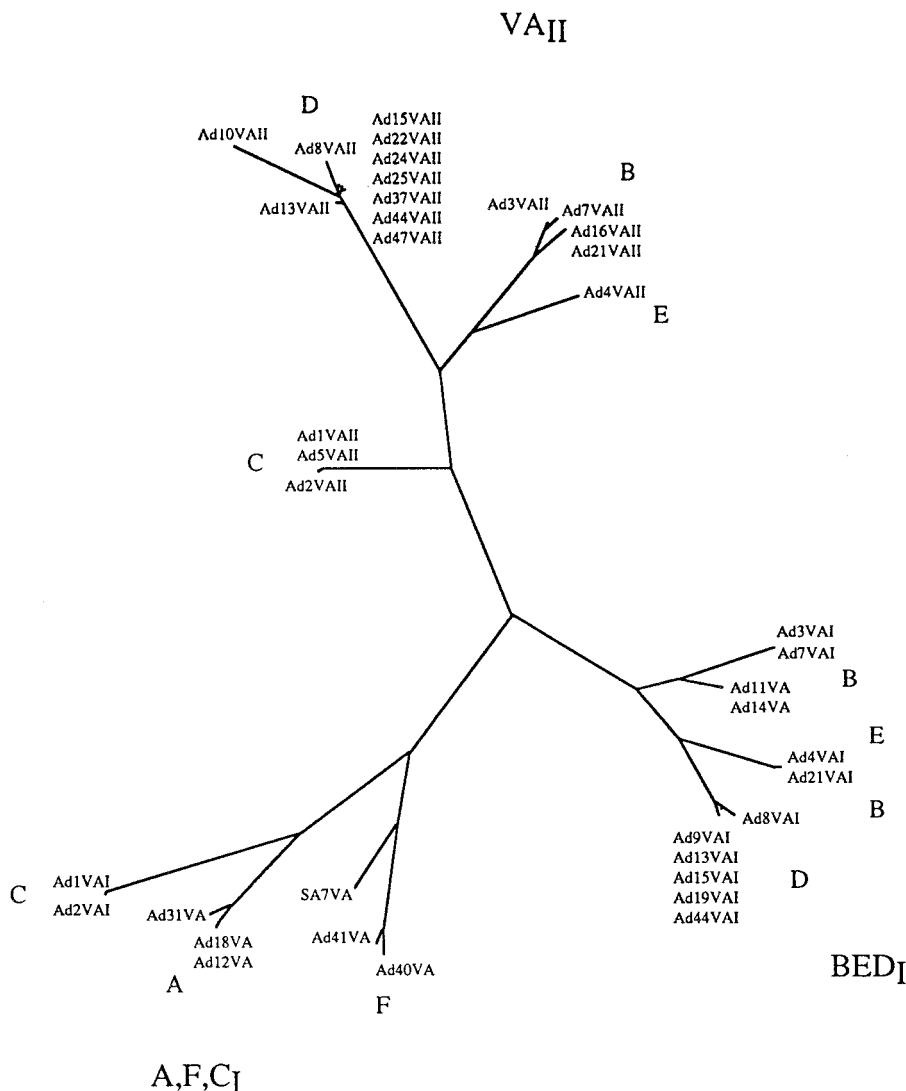 VAII
D
Ad10VAII
Ad8VAII
Ad13VAII
Ad15VAII
Ad22VAII
Ad24VAII
Ad25VAII
Ad37VAII
Ad44VAII
Ad47VAII
B
Ad3VAII
Ad7VAII
Ad16VAII
Ad21VAII
Ad4VAII
E
C
Ad1VAII
Ad5VAII
Ad2VAII
Ad3VAI
Ad7VAI
Ad11VA
Ad14VA
B
E
Ad4VAI
Ad21VAI
B
Ad8VAI
Ad9VAI
Ad13VAI
Ad15VAI
Ad19VAI
Ad44VAI
D
BEDI
C
Ad1VAI
Ad2VAI
Ad31VA
Ad18VA
Ad12VA
A
SA7VA
Ad41VA
Ad40VA
F
A,F,CI